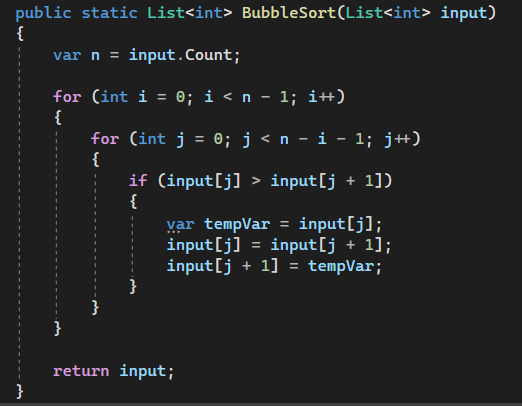 public static List<int> BubbleSort(List<int> input)
{
    var n = input.Count;

    for (int i = 0; i < n - 1; i++)
    {
        for (int j = 0; j < n - i - 1; j++)
        {
            if (input[j] > input[j + 1])
            {
                var tempVar = input[j];
                input[j] = input[j + 1];
                input[j + 1] = tempVar;
            }
        }
    }

    return input;
}